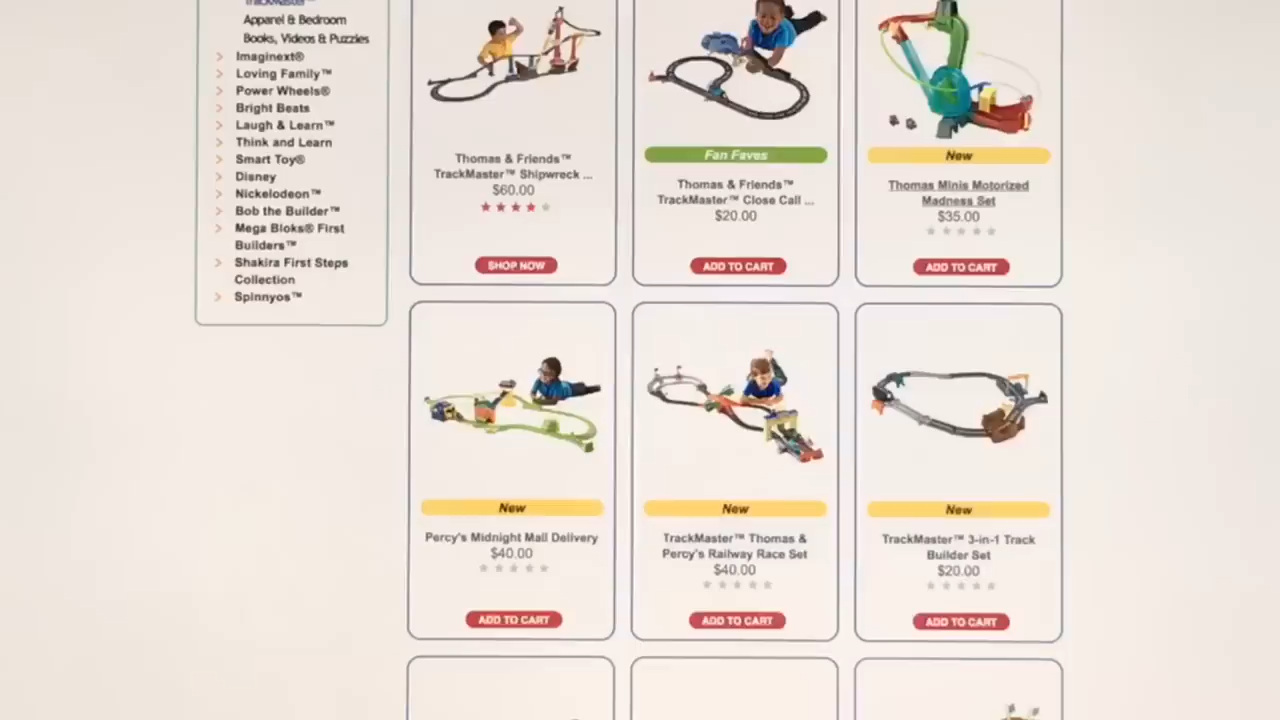 TrackMaster™
Apparel & Bedroom
Books, Videos & Puzzles
Imaginext®
Loving Family™
Power Wheels®
Bright Beats
Laugh & Learn™
Think and Learn
Smart Toy®
Disney
Nickelodeon™
Bob the Builder™
Mega Bloks® First
Builders™
Shakira First Steps
Collection
Spinnyos™
Thomas & Friends™
TrackMaster™ Shipwreck ...
$60.00
SHOP NOW
Fan Faves
Thomas & Friends™
TrackMaster™ Close Call ...
$20.00
ADD TO CART
New
Thomas Minis Motorized
Madness Set
$35.00
ADD TO CART
New
Percy's Midnight Mail Delivery
$40.00
ADD TO CART
New
TrackMaster™ Thomas &
Percy's Railway Race Set
$40.00
ADD TO CART
New
TrackMaster™ 3-in-1 Track
Builder Set
$20.00
ADD TO CART